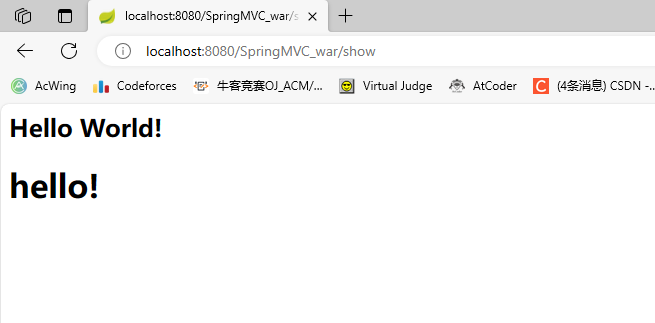 localhost:8080/SpringMVC_war/s
localhost:8080/SpringMVC_war/show
AcWing Codeforces 牛客竞赛OJ_ACM/... Virtual Judge AtCoder C (4条消息) CSDN -...
Hello World!
hello!